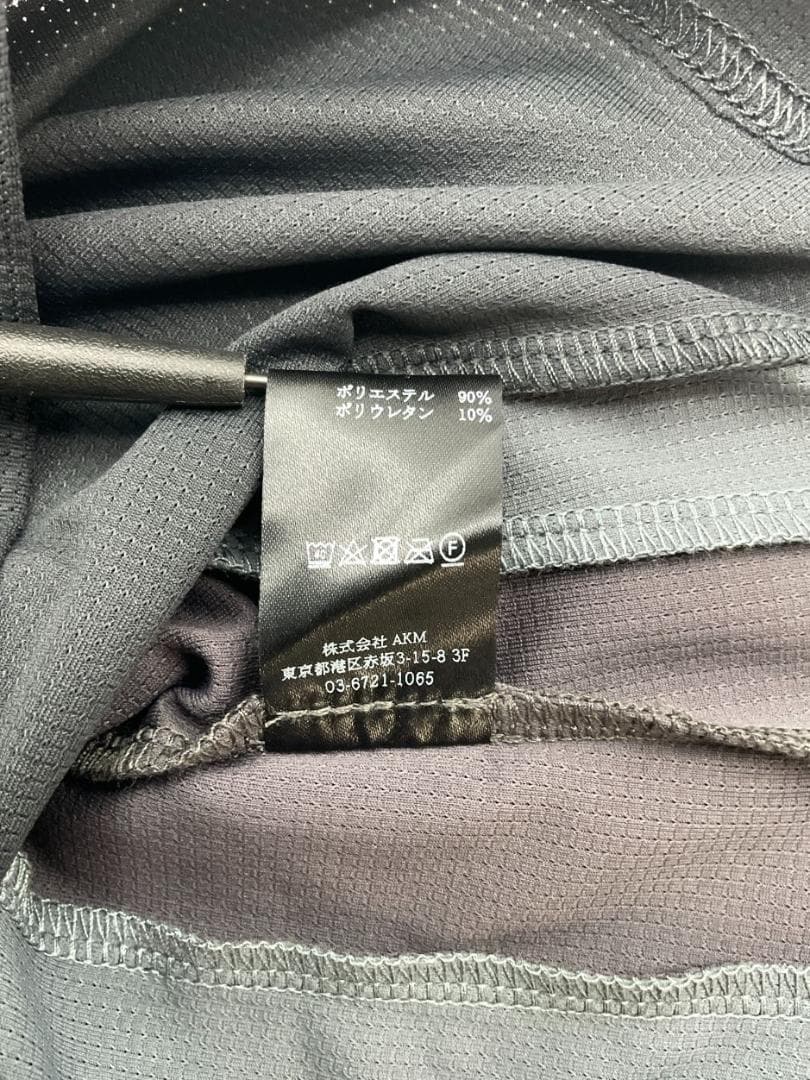 ポリエステル 90%
ポリウレタン 10%
F
株式会社 AKM
東京都港区赤坂3-15-8 3F
03-6721-1065